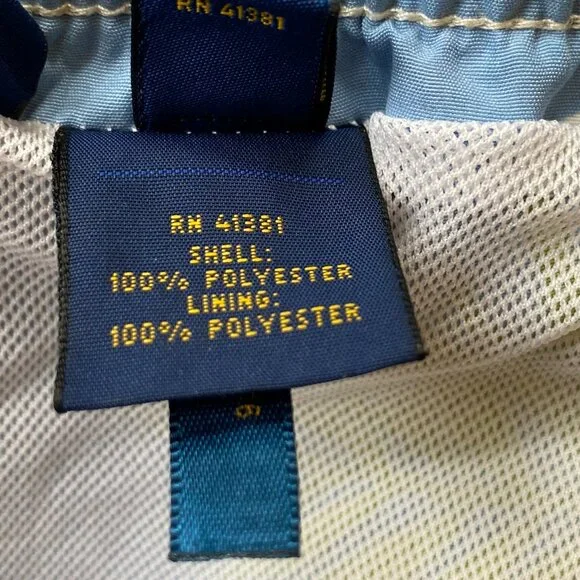 RN 41381
RN 41381
SHELL:
100% POLYESTER
LINING:
100% POLYESTER